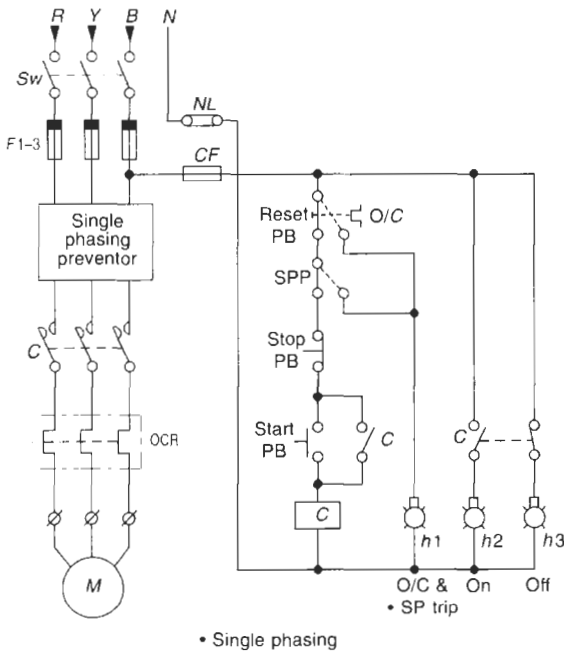 R Y B N
Sw
NL
F1-3
CF
Single
phasing
preventor
Reset
PB
O/C
SPP
Stop
PB
C
Start
PB
C
C
OCR
C
h1 h2 h3
M
O/C & On Off
• SP trip
• Single phasing